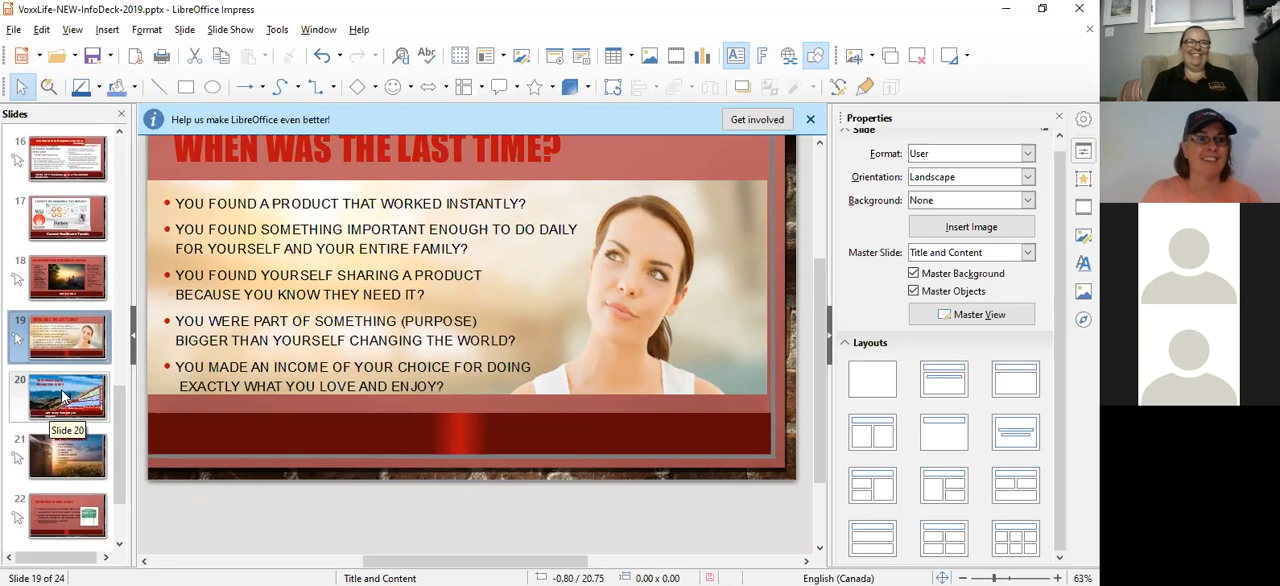 VoxxLife-NEW-InfoDeck-2019.pptx - LibreOffice Impress
File Edit View Insert Format Slide Slide Show Tools Window Help
Slides
Help us make LibreOffice even better!
Get involved
Properties
Slide
Format: User
Orientation: Landscape
Background: None
Insert Image
Master Slide: Title and Content
Master Background
Master Objects
Master View
Layouts
16
17
18
19
20
Slide 20
21
22
WHEN WAS THE LAST TIME?
• YOU FOUND A PRODUCT THAT WORKED INSTANTLY?
• YOU FOUND SOMETHING IMPORTANT ENOUGH TO DO DAILY
FOR YOURSELF AND YOUR ENTIRE FAMILY?
• YOU FOUND YOURSELF SHARING A PRODUCT
BECAUSE YOU KNOW THEY NEED IT?
• YOU WERE PART OF SOMETHING (PURPOSE)
BIGGER THAN YOURSELF CHANGING THE WORLD?
• YOU MADE AN INCOME OF YOUR CHOICE FOR DOING
EXACTLY WHAT YOU LOVE AND ENJOY?
Slide 19 of 24
Title and Content
-0.80 / 20.75
0.00 x 0.00
English (Canada)
63%